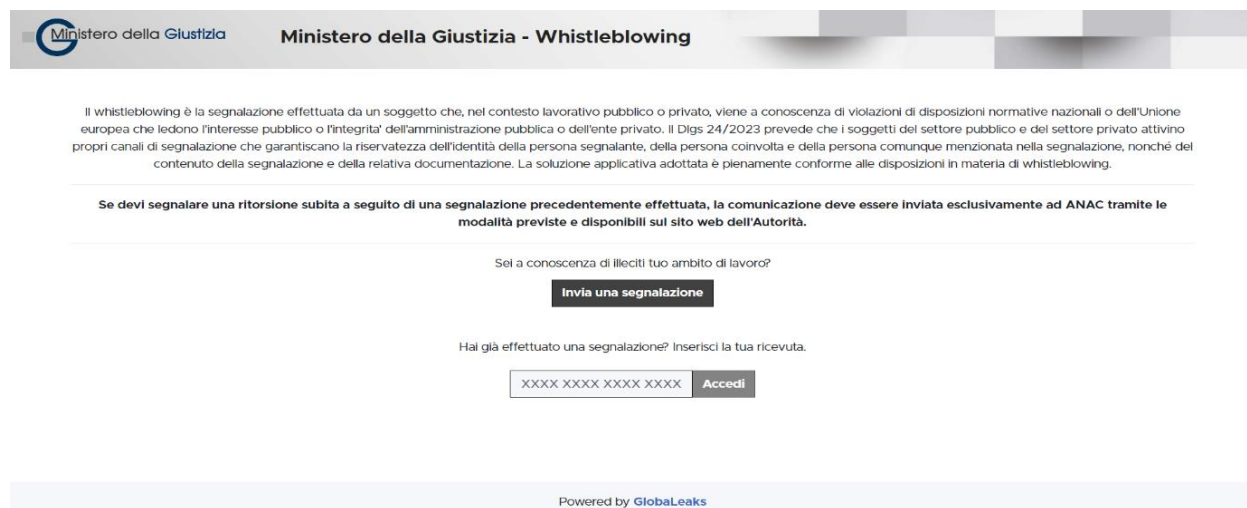 Ministero della Giustizia
Ministero della Giustizia - Whistleblowing
Il whistleblowing è la segnalazione effettuata da un soggetto che, nel contesto lavorativo pubblico o privato, viene a conoscenza di violazioni di disposizioni normative nazionali o dell'Unione
europea che ledono l'interesse pubblico o l'integrita' dell'amministrazione pubblica o dell'ente privato. Il Dlgs 24/2023 prevede che i soggetti del settore pubblico e del settore privato attivino
propri canali di segnalazione che garantiscano la riservatezza dell'identità della persona segnalante, della persona coinvolta e della persona comunque menzionata nella segnalazione, nonché del
contenuto della segnalazione e della relativa documentazione. La soluzione applicativa adottata è pienamente conforme alle disposizioni in materia di whistleblowing.
Se devi segnalare una ritorsione subita a seguito di una segnalazione precedentemente effettuata, la comunicazione deve essere inviata esclusivamente ad ANAC tramite le
modalità previste e disponibili sul sito web dell'Autorità.
Sei a conoscenza di illeciti tuo ambito di lavoro?
Invia una segnalazione
Hai già effettuato una segnalazione? Inserisci la tua ricevuta.
XXXX XXXX XXXX XXXX Accedi
Powered by GlobaLeaks